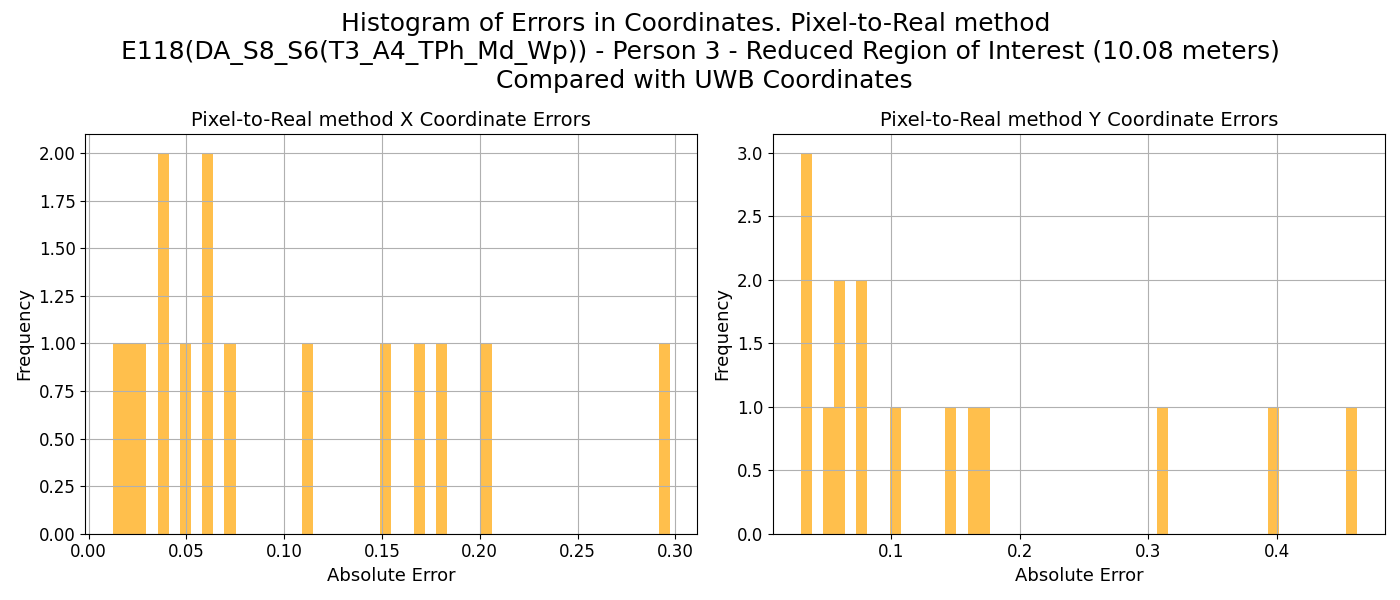 Histogram of Errors in Coordinates. Pixel-to-Real method
E118(DA_S8_S6(T3_A4_TPh_Md_Wp)) - Person 3 - Reduced Region of Interest (10.08 meters)
Compared with UWB Coordinates
Pixel-to-Real method X Coordinate Errors
2.00
1.75
1.50
1.25
1.00
0.75
0.50
0.25
0.00
Frequency
0.00 0.05 0.10 0.15 0.20 0.25 0.30
Absolute Error
Pixel-to-Real method Y Coordinate Errors
3.0
2.5
2.0
1.5
1.0
0.5
0.0
Frequency
0.1 0.2 0.3 0.4
Absolute Error